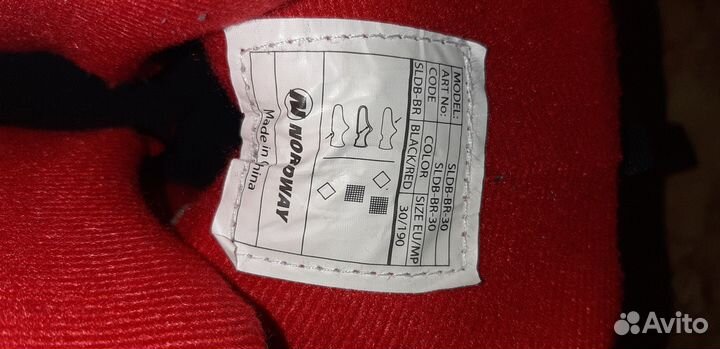 MODEL: SLDB-BR-30
ART No: SLDB-BR-30
CODE COLOR SIZE EU/MP
SLDB-BR BLACK/RED 30/190
NORDWAY
Made in China
Avito